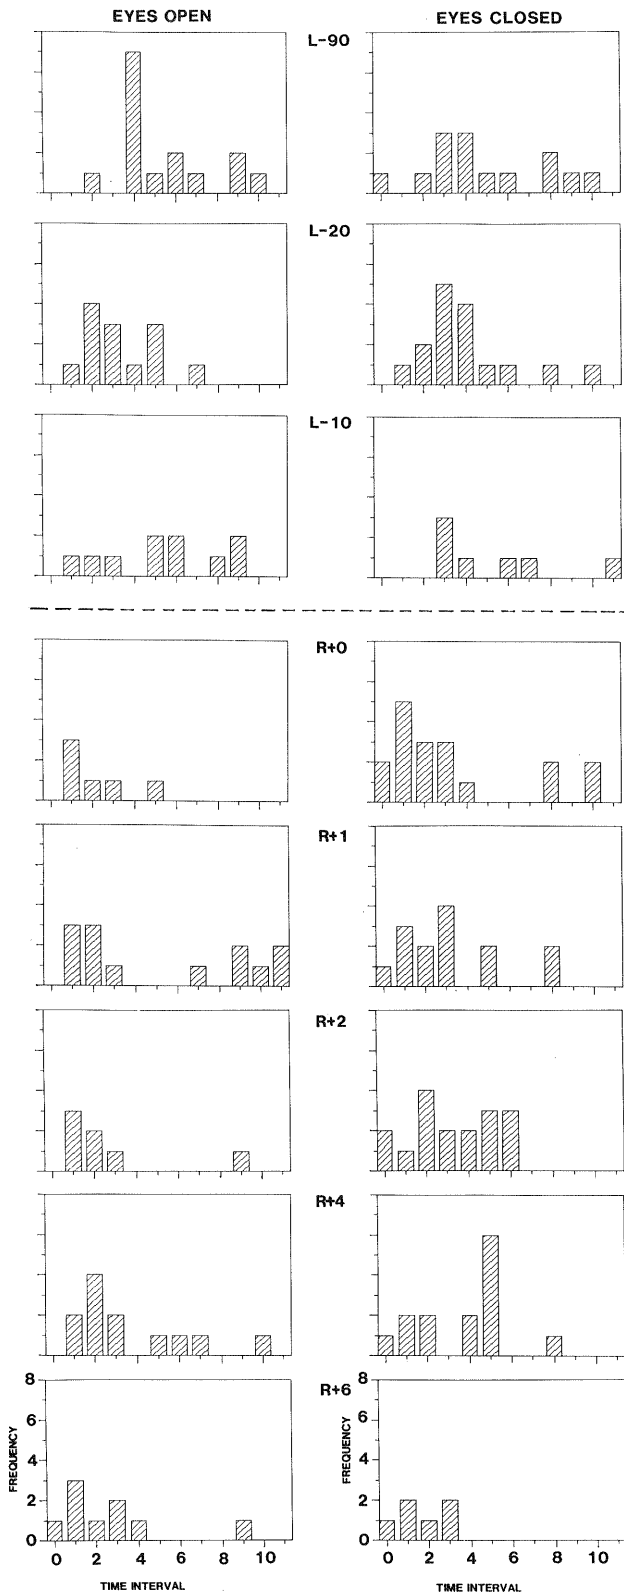 EYES OPEN EYES CLOSED
L-90
L-20
L-10
R+0
R+1
R+2
R+4
R+6
8 8
6 6
4 4
2 2
0 0
FREQUENCY FREQUENCY
0 2 4 6 8 10 0 2 4 6 8 10
TIME INTERVAL TIME INTERVAL